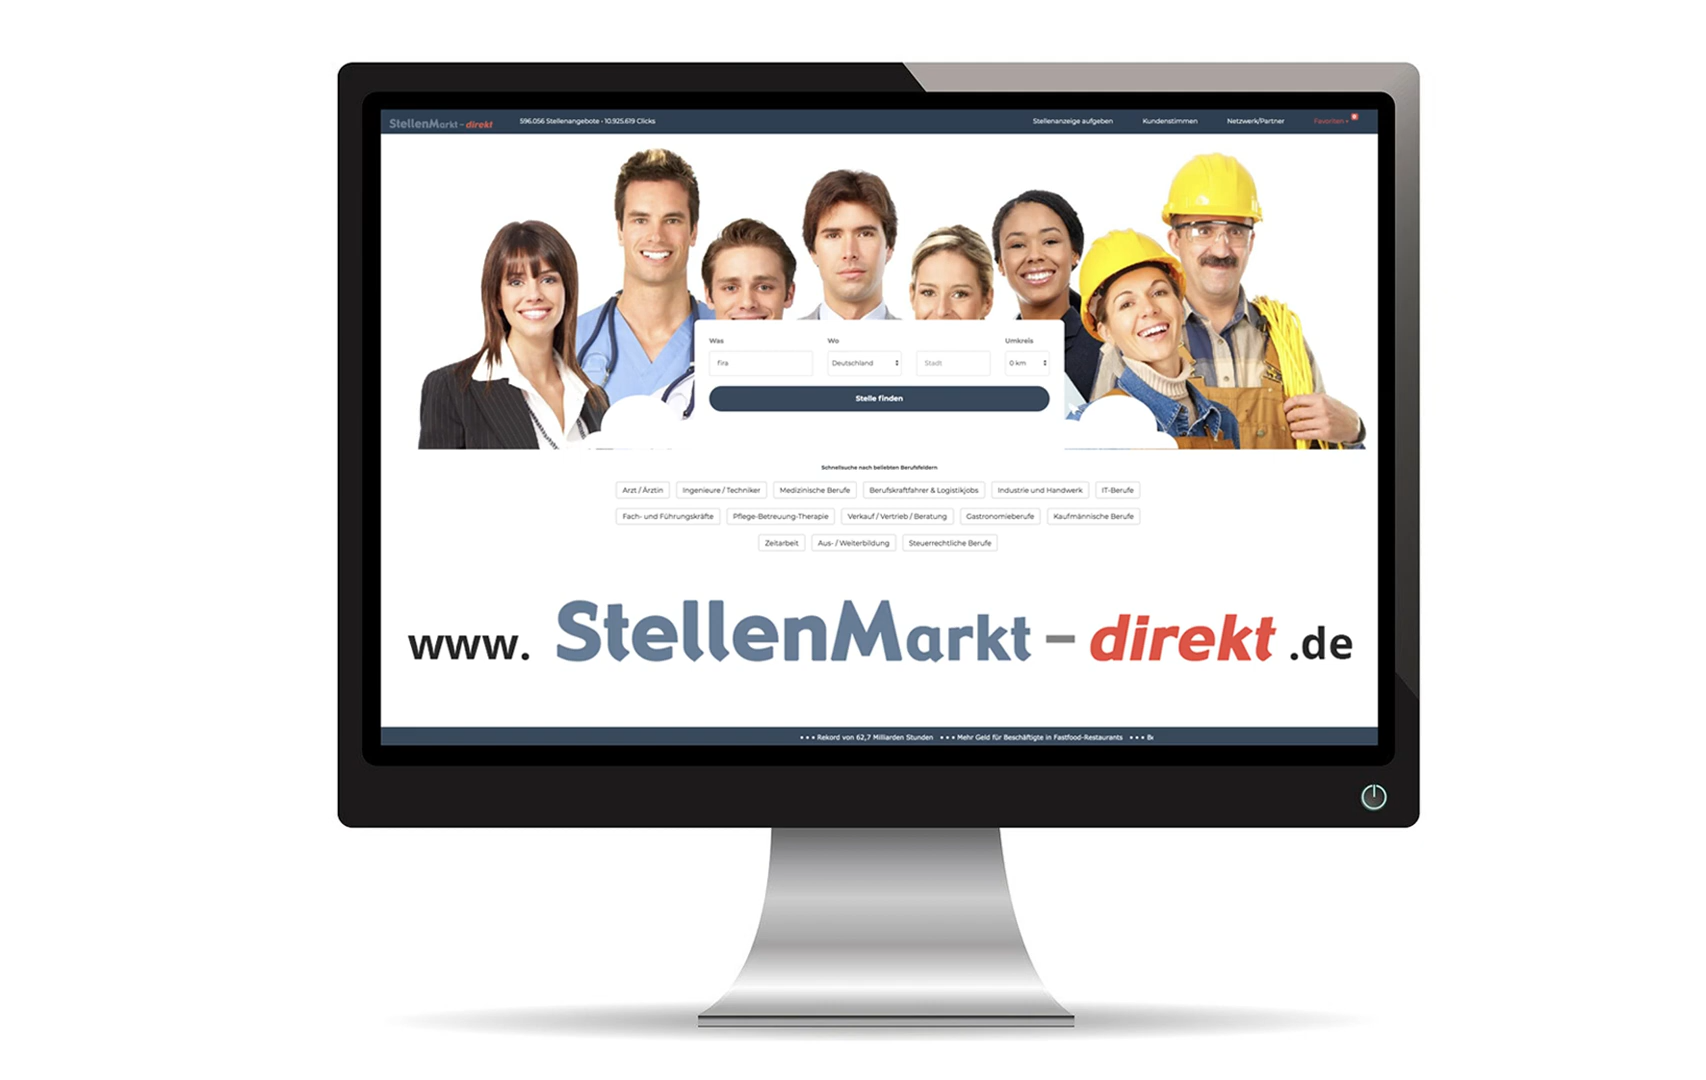 StellenMarkt - direkt 596.056 Stellenangebote - 10.925.619 Clicks Stellenanzeige aufgeben Kundenstimmen Netzwerk/Partner Favoriten
Was Wo Umkreis
fira Deutschland Stadt 0 km
Stelle finden
Schnellsuche nach beliebten Berufsfeldern
Arzt / Ärztin Ingenieure / Techniker Medizinische Berufe Berufskraftfahrer & Logistikjobs Industrie und Handwerk IT-Berufe
Fach- und Führungskräfte Pflege-Betreuung-Therapie Verkauf / Vertrieb / Beratung Gastronomieberufe Kaufmännische Berufe
Zeitarbeit Aus- / Weiterbildung Steuerrechtliche Berufe
www. StellenMarkt - direkt .de
• • • Rekord von 62,7 Milliarden Stunden • • • Mehr Geld für Beschäftigte in Fastfood-Restaurants • • •